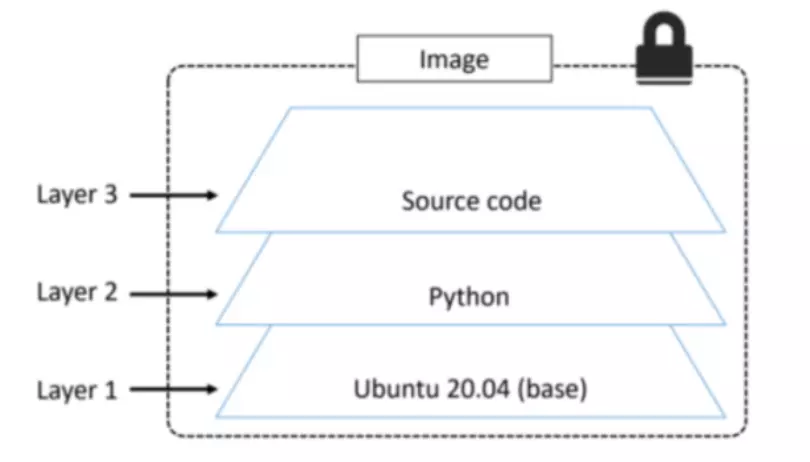 Image
Layer 3
Source code
Layer 2
Python
Layer 1
Ubuntu 20.04 (base)